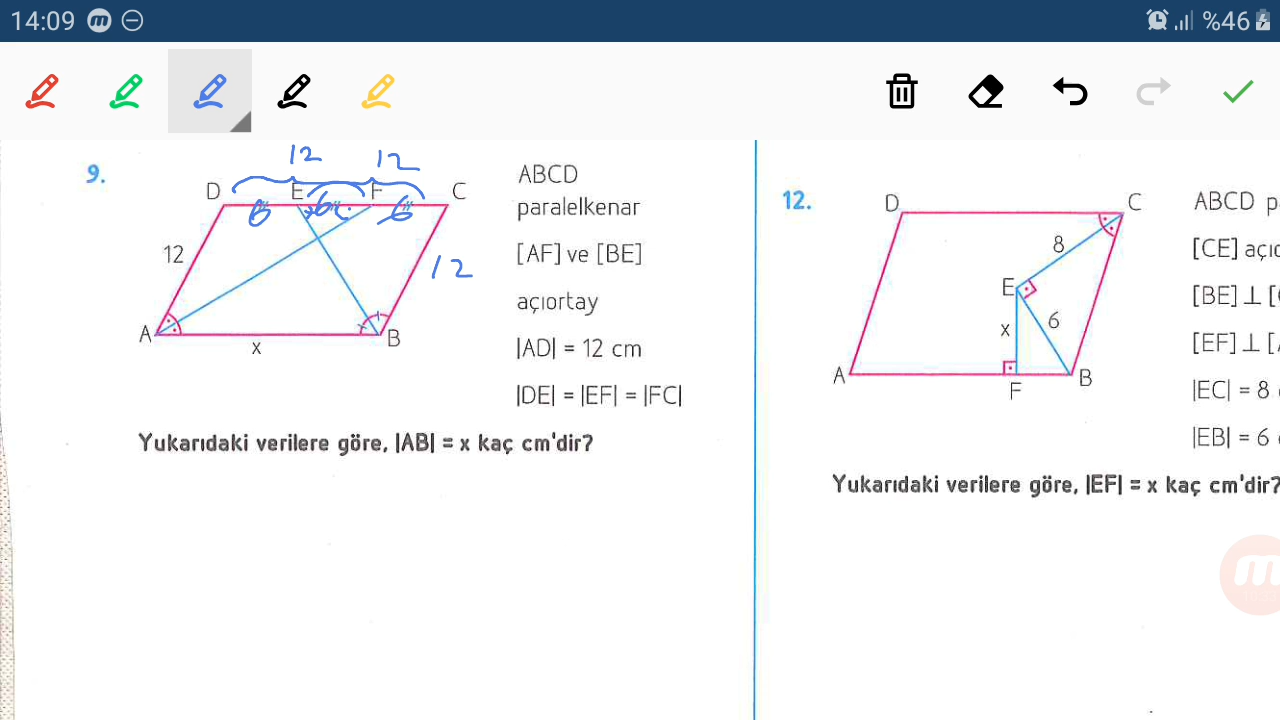 14:09
%46
9.
12
12
D
E
F
C
6
6
6
12
12
A
x
B
ABCD
paralelkenar
[AF] ve [BE]
açıortay
|AD| = 12 cm
|DE| = |EF| = |FC|
Yukarıdaki verilere göre, |AB| = x kaç cm'dir?
12.
D
C
8
E
x
6
A
F
B
ABCD p
[CE] açıo
[BE] ⊥ [
[EF] ⊥ [A
|EC| = 8
|EB| = 6
Yukarıdaki verilere göre, |EF| = x kaç cm'dir?